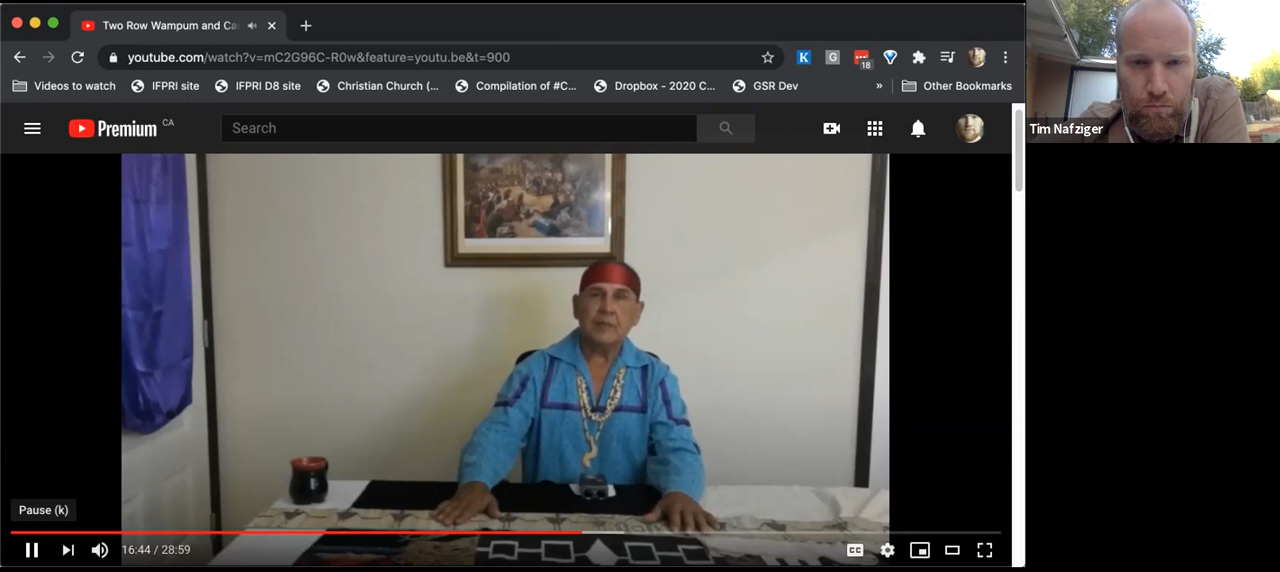 Two Row Wampum and Ca
youtube.com/watch?v=mC2G96C-R0w&feature=youtu.be&t=900
K G 18
Videos to watch IFPRI site IFPRI D8 site Christian Church (... Compilation of #C... Dropbox - 2020 C... GSR Dev » Other Bookmarks
Premium CA Search
Tim Nafziger
Pause (k)
16:44 / 28:59 CC